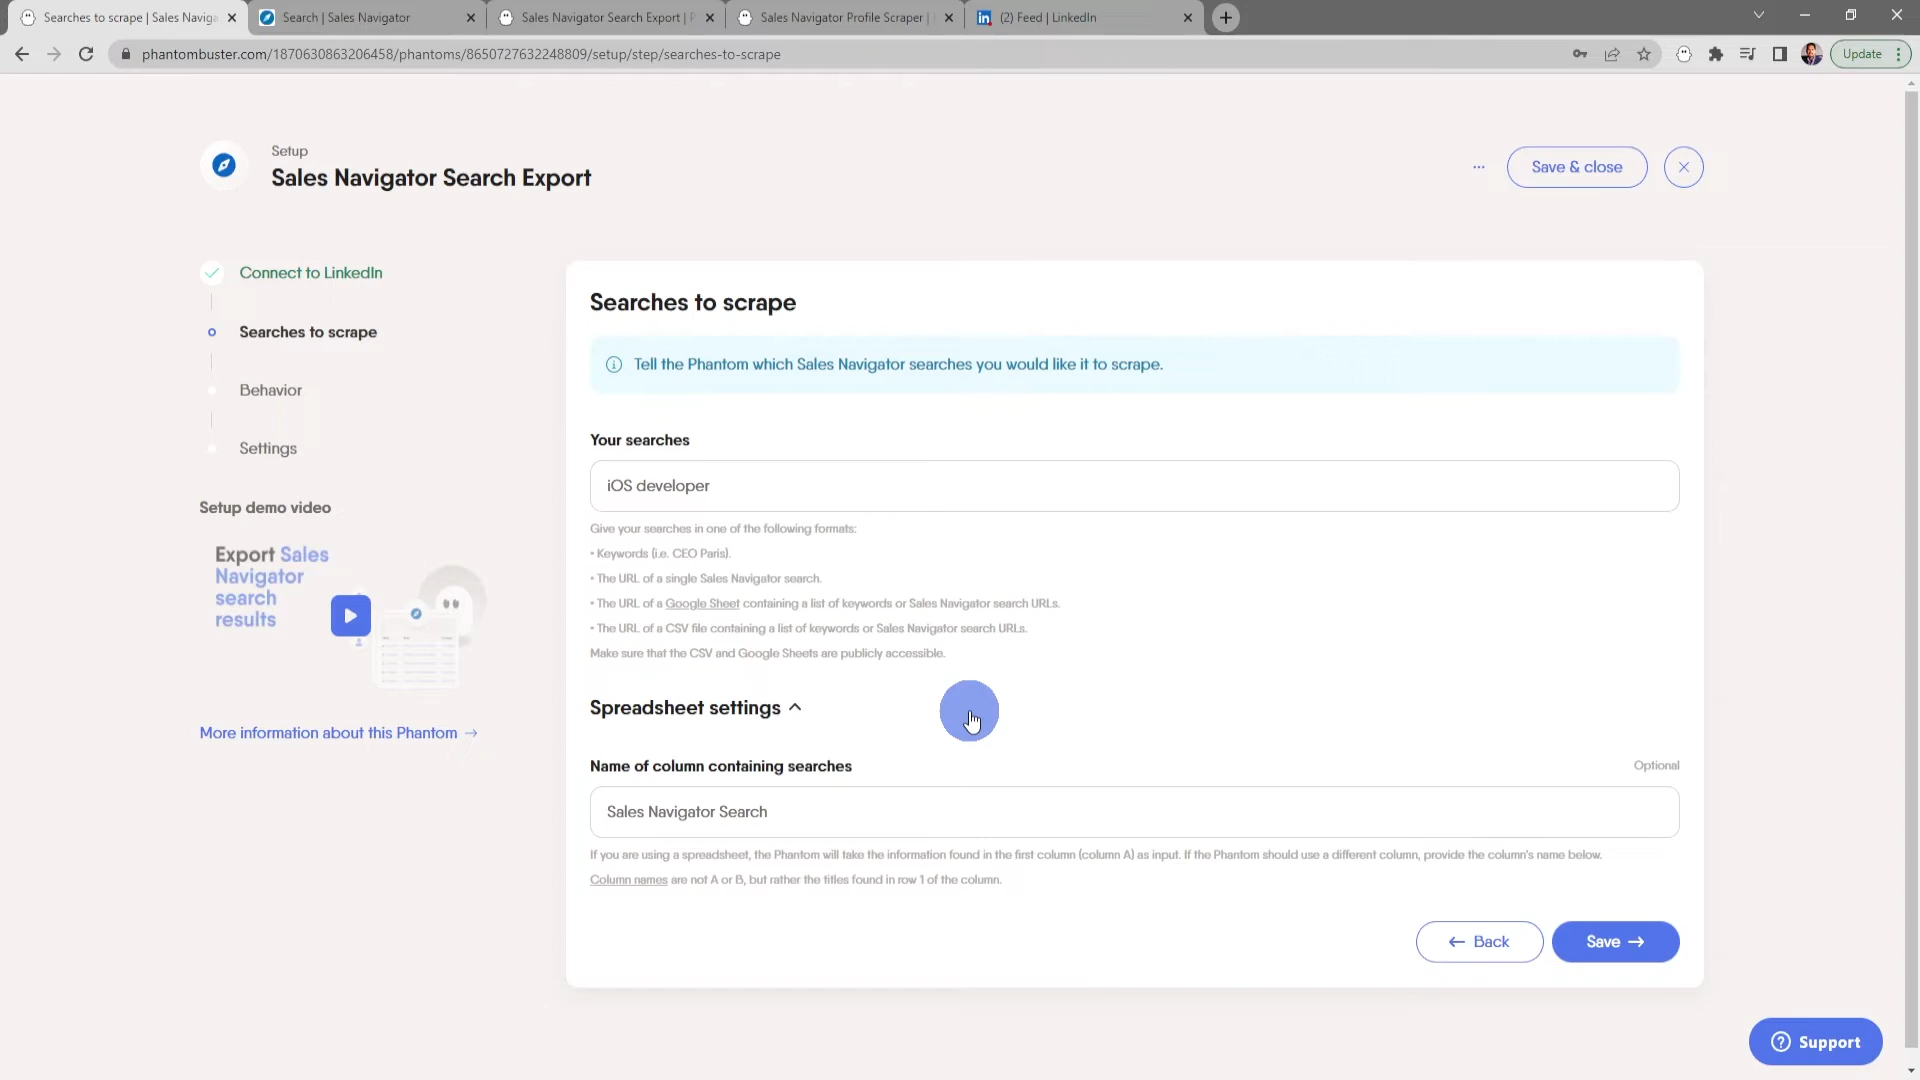 Searches to scrape | Sales Naviga
Search | Sales Navigator
Sales Navigator Search Export | P
Sales Navigator Profile Scraper |
(2) Feed | LinkedIn
phantombuster.com/1870630863206458/phantoms/8650727632248809/setup/step/searches-to-scrape
Update
Setup
Sales Navigator Search Export
Save & close
Connect to LinkedIn
Searches to scrape
Behavior
Settings
Setup demo video
Export Sales
Navigator
search
results
More information about this Phantom →
Searches to scrape
Tell the Phantom which Sales Navigator searches you would like it to scrape.
Your searches
iOS developer
Give your searches in one of the following formats:
• Keywords (i.e. CEO Paris).
• The URL of a single Sales Navigator search.
• The URL of a Google Sheet containing a list of keywords or Sales Navigator search URLs.
• The URL of a CSV file containing a list of keywords or Sales Navigator search URLs.
Make sure that the CSV and Google Sheets are publicly accessible.
Spreadsheet settings
Name of column containing searches
Optional
Sales Navigator Search
If you are using a spreadsheet, the Phantom will take the information found in the first column (column A) as input. If the Phantom should use a different column, provide the column's name below.
Column names are not A or B, but rather the titles found in row 1 of the column.
← Back
Save →
Support